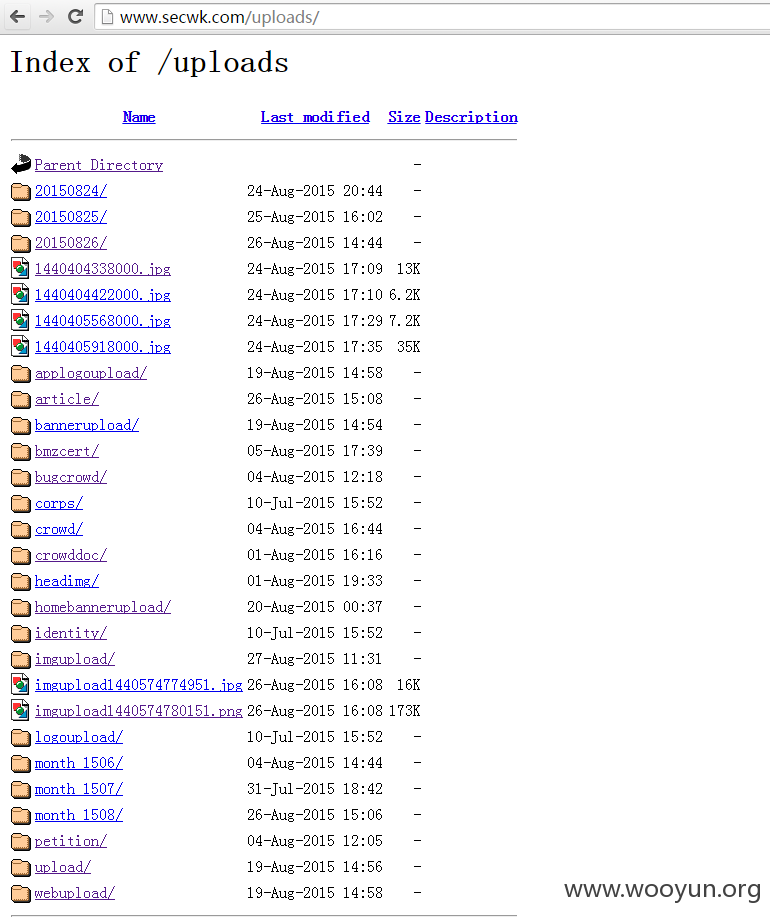 www.secwk.com/uploads/
Index of /uploads
Name Last modified Size Description
Parent Directory -
20150824/ 24-Aug-2015 20:44 -
20150825/ 25-Aug-2015 16:02 -
20150826/ 26-Aug-2015 14:44 -
1440404338000.jpg 24-Aug-2015 17:09 13K
1440404422000.jpg 24-Aug-2015 17:10 6.2K
1440405568000.jpg 24-Aug-2015 17:29 7.2K
1440405918000.jpg 24-Aug-2015 17:35 35K
applogoupload/ 19-Aug-2015 14:58 -
article/ 26-Aug-2015 15:08 -
bannerupload/ 19-Aug-2015 14:54 -
bmzcert/ 05-Aug-2015 17:39 -
bugcrowd/ 04-Aug-2015 12:18 -
corps/ 10-Jul-2015 15:52 -
crowd/ 04-Aug-2015 16:44 -
crowddoc/ 01-Aug-2015 16:16 -
headimg/ 01-Aug-2015 19:33 -
homebannerupload/ 20-Aug-2015 00:37 -
identity/ 10-Jul-2015 15:52 -
imgupload/ 27-Aug-2015 11:31 -
imgupload1440574774951.jpg 26-Aug-2015 16:08 16K
imgupload1440574780151.png 26-Aug-2015 16:08 173K
logoupload/ 10-Jul-2015 15:52 -
month_1506/ 04-Aug-2015 14:44 -
month_1507/ 31-Jul-2015 18:42 -
month_1508/ 26-Aug-2015 15:06 -
petition/ 04-Aug-2015 12:05 -
upload/ 19-Aug-2015 14:56 -
webupload/ 19-Aug-2015 14:58 -
www.wooyun.org